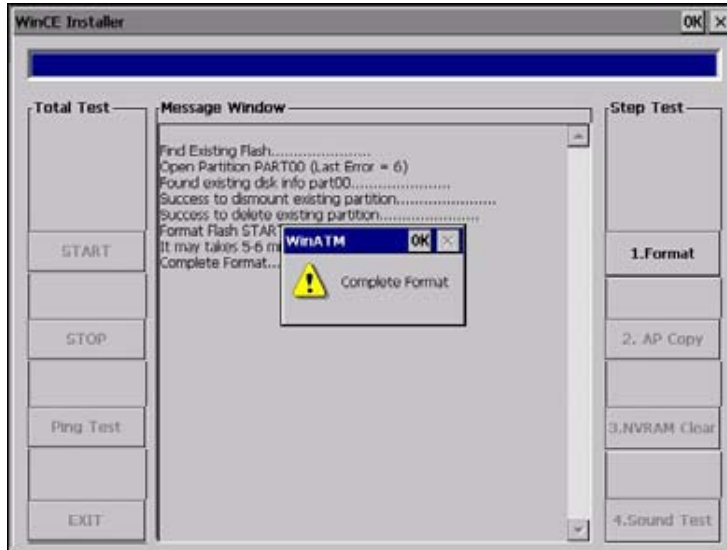 WinCE Installer OK ×
Total Test
Message Window
Step Test
Find Existing Flash......................
Open Partition PART00 (Last Error = 6)
Found existing disk info part00......................
Success to dismount existing partition......................
Success to delete existing partition......................
Format Flash START
It may takes 5-6 m
Complete Format...
WinATM OK ×
Complete Format
START
STOP
Ping Test
EXIT
1.Format
2. AP Copy
3.NVRAM Clear
4.Sound Test